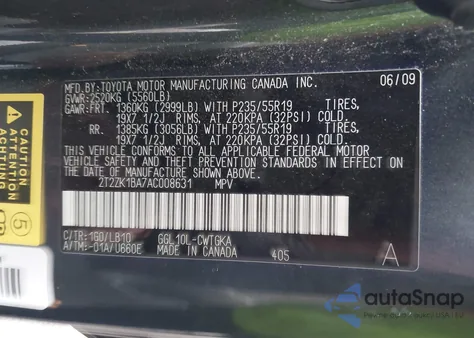 MFD.BY:TOYOTA MOTOR MANUFACTURING CANADA INC. 06/09
GVWR:2520KG (5560LB)
GAWR:FRT. 1360KG (2999LB) WITH P235/55R19 TIRES,
19X7 1/2J RIMS, AT 220KPA (32PSI) COLD
RR. 1385KG (3056LB) WITH P235/55R19 TIRES,
19X7 1/2J RIMS, AT 220KPA (32PSI) COLD
THIS VEHICLE CONFORMS TO ALL APPLICABLE FEDERAL MOTOR
VEHICLE SAFETY AND THEFT PREVENTION STANDARDS IN EFFECT ON
THE DATE OF MANUFACTURE SHOWN ABOVE.
2T2ZK1BA7AC008631 MPV
C/TR:1G0/LB10 GGL10L-CWTGKA
A/TM:-01A/U660E MADE IN CANADA 405 A
5
autoSnap